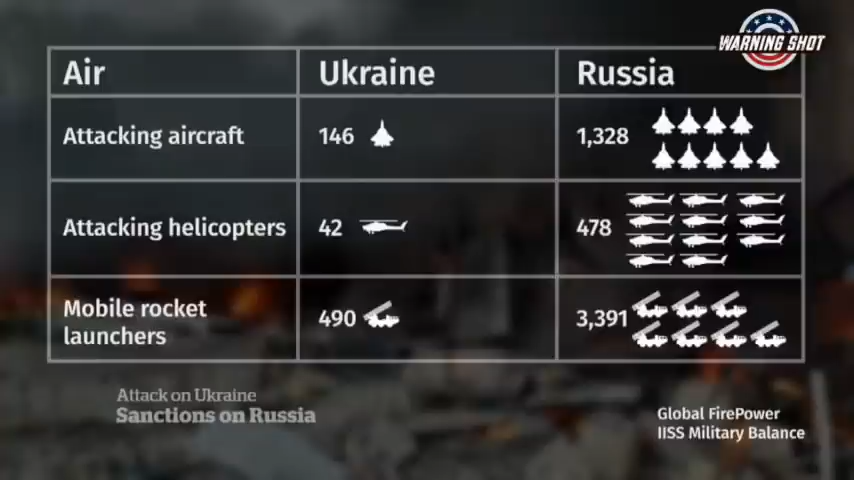 WARNING SHOT
Air Ukraine Russia
Attacking aircraft 146 1,328
Attacking helicopters 42 478
Mobile rocket
launchers 490 3,391
Attack on Ukraine
Sanctions on Russia
Global FirePower
IISS Military Balance